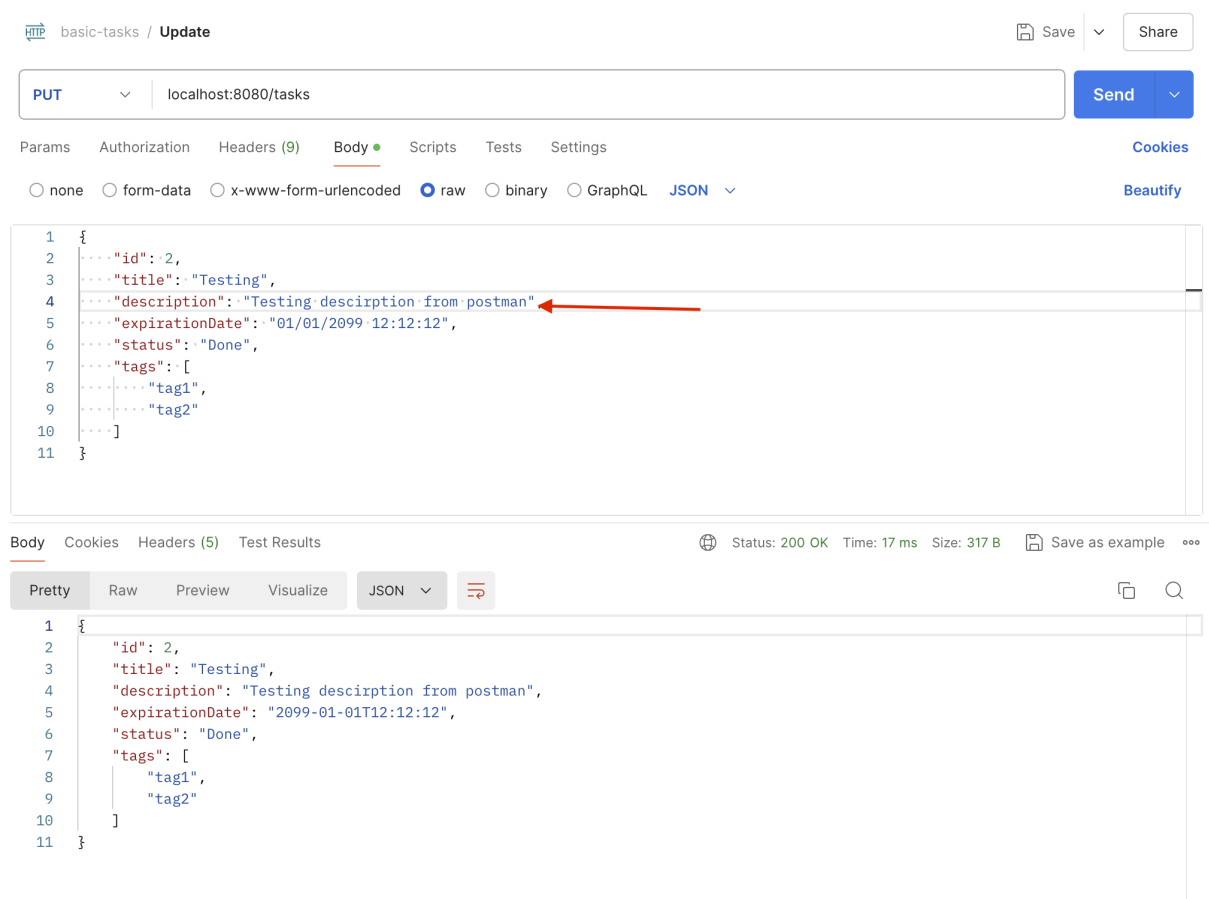 HTTP basic-tasks / Update Save Share
PUT localhost:8080/tasks Send
Params Authorization Headers (9) Body Scripts Tests Settings Cookies
none form-data x-www-form-urlencoded raw binary GraphQL JSON Beautify
1 {
2 "id": 2,
3 "title": "Testing",
4 "description": "Testing descirption from postman"
5 "expirationDate": "01/01/2099 12:12:12",
6 "status": "Done",
7 "tags": [
8 "tag1",
9 "tag2"
10 ]
11 }
Body Cookies Headers (5) Test Results Status: 200 OK Time: 17 ms Size: 317 B Save as example
Pretty Raw Preview Visualize JSON
1 {
2 "id": 2,
3 "title": "Testing",
4 "description": "Testing descirption from postman",
5 "expirationDate": "2099-01-01T12:12:12",
6 "status": "Done",
7 "tags": [
8 "tag1",
9 "tag2"
10 ]
11 }